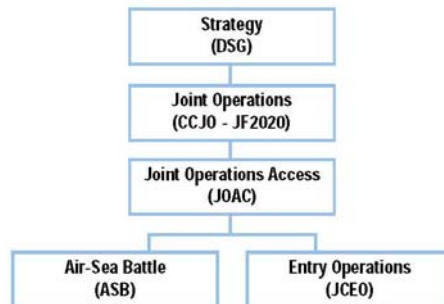 Strategy
(DSG)
Joint Operations
(CCJO - JF2020)
Joint Operations Access
(JOAC)
Air-Sea Battle
(ASB)
Entry Operations
(JCEO)